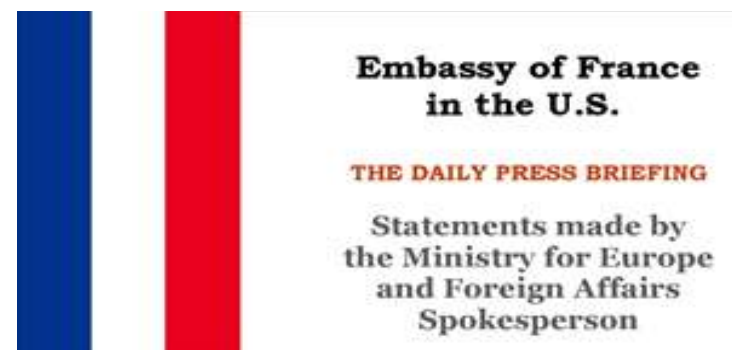 Embassy of France
in the U.S.
THE DAILY PRESS BRIEFING
Statements made by
the Ministry for Europe
and Foreign Affairs
Spokesperson